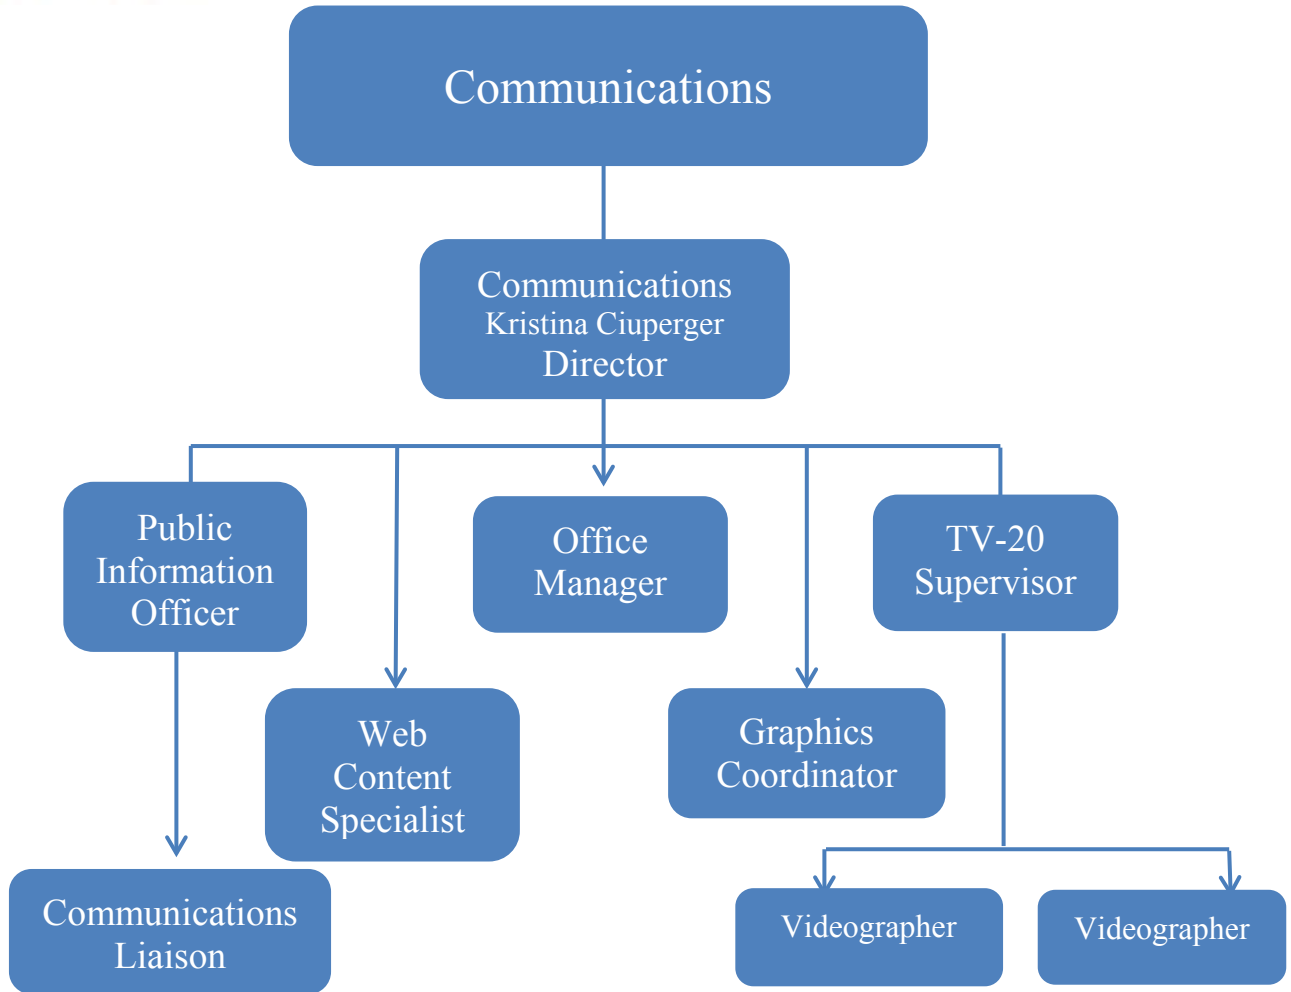 Communications
Communications
Kristina Ciuperger
Director
Public
Information
Officer
Office
Manager
TV-20
Supervisor
Web
Content
Specialist
Graphics
Coordinator
Communications
Liaison
Videographer
Videographer